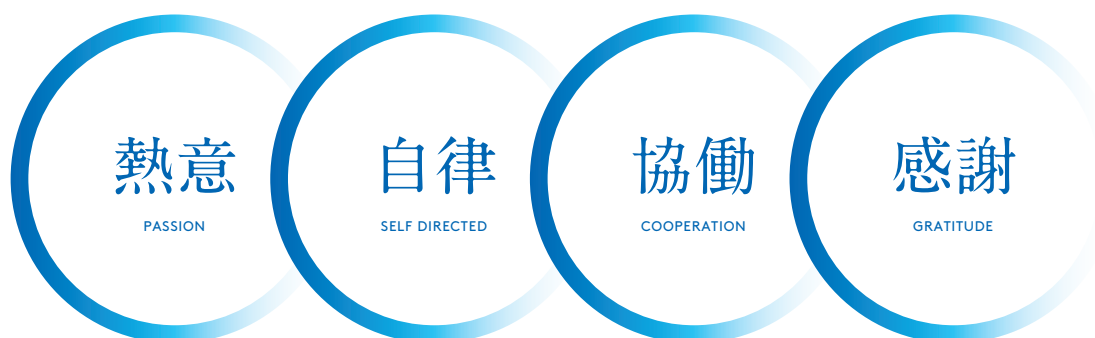 熱意
PASSION
自律
SELF DIRECTED
協働
COOPERATION
感謝
GRATITUDE